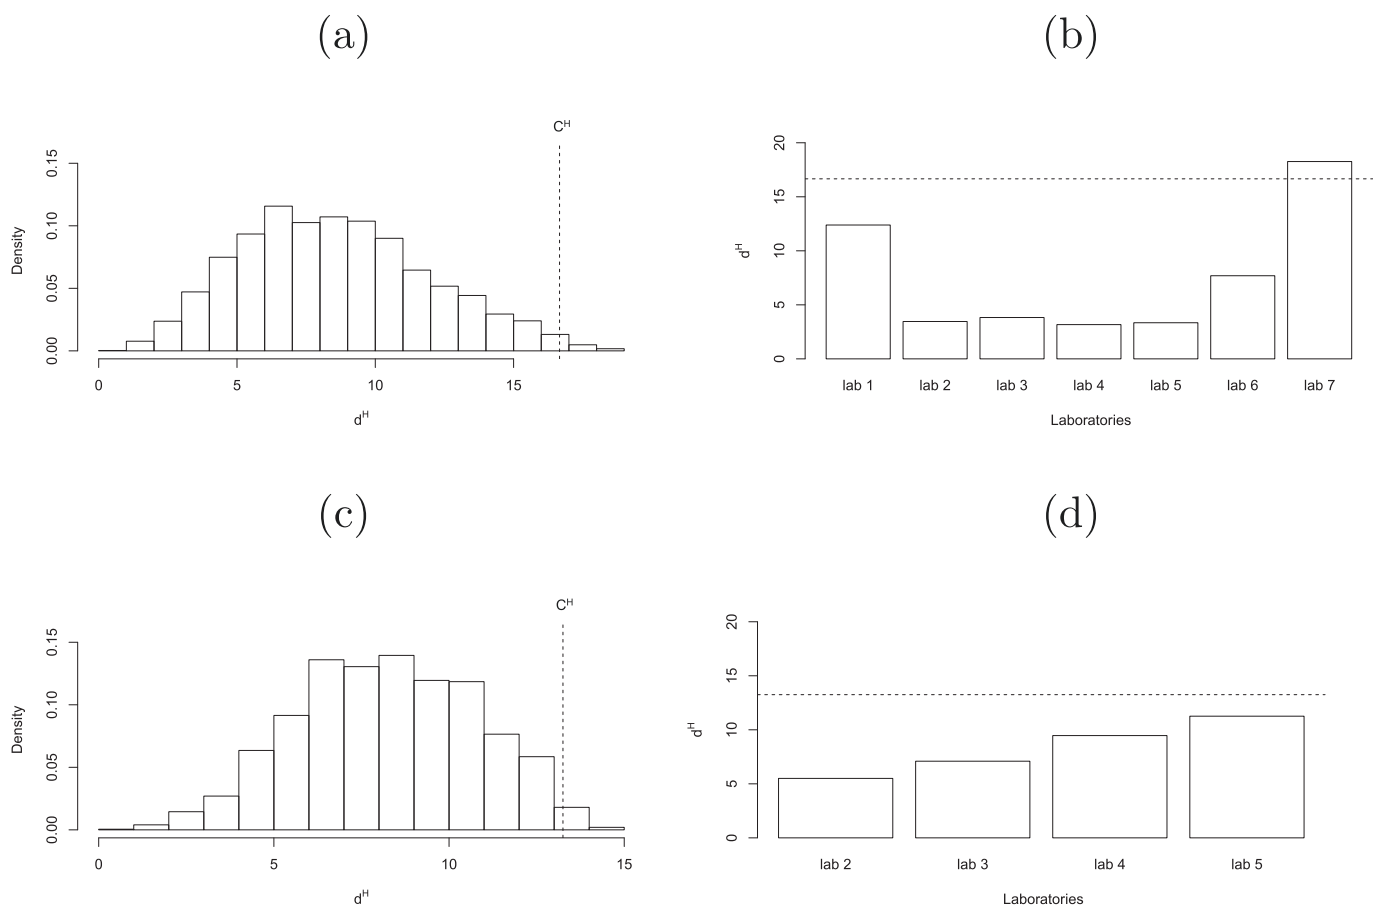 (a)
C^H
0.00 0.05 0.10 0.15
Density
0 5 10 15
d^H
(b)
0 5 10 15 20
d^H
lab 1 lab 2 lab 3 lab 4 lab 5 lab 6 lab 7
Laboratories
(c)
C^H
0.00 0.05 0.10 0.15
Density
0 5 10 15
d^H
(d)
0 5 10 15 20
d^H
lab 2 lab 3 lab 4 lab 5
Laboratories